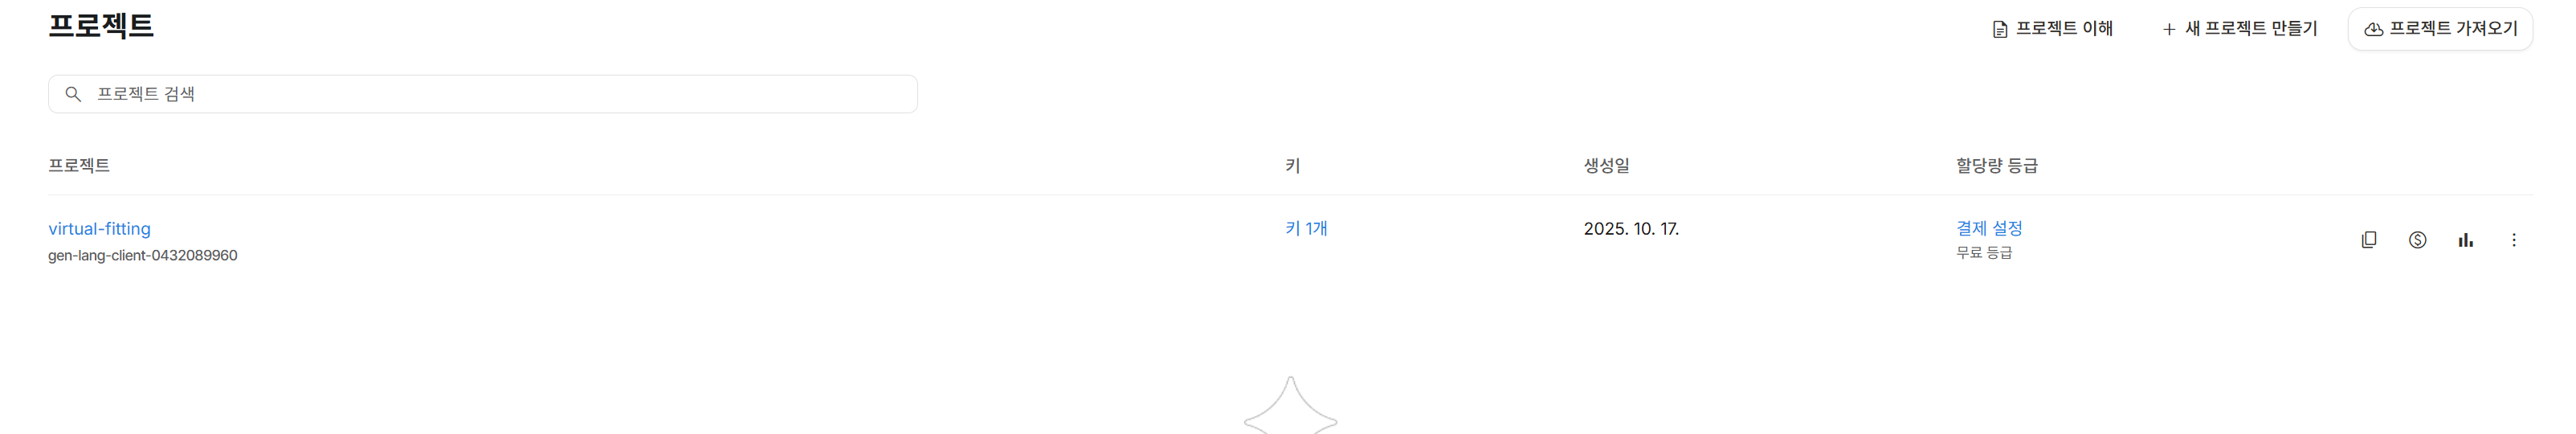 프로젝트
프로젝트 이해
새 프로젝트 만들기
프로젝트 가져오기
프로젝트 검색
프로젝트 키 생성일 할당량 등급
virtual-fitting 키 1개 2025. 10. 17. 결제 설정
gen-lang-client-0432089960 무료 등급